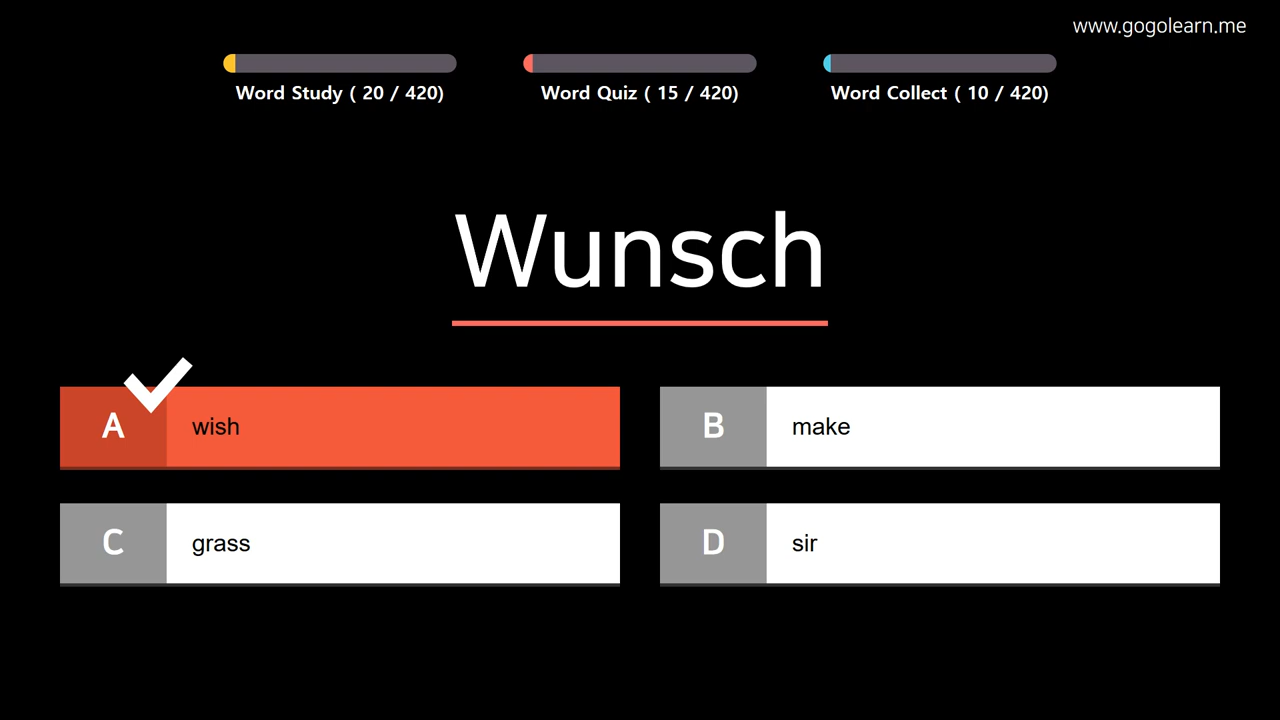 www.gogolearn.me
Word Study ( 20 / 420)
Word Quiz ( 15 / 420)
Word Collect ( 10 / 420)
Wunsch
A wish
B make
C grass
D sir